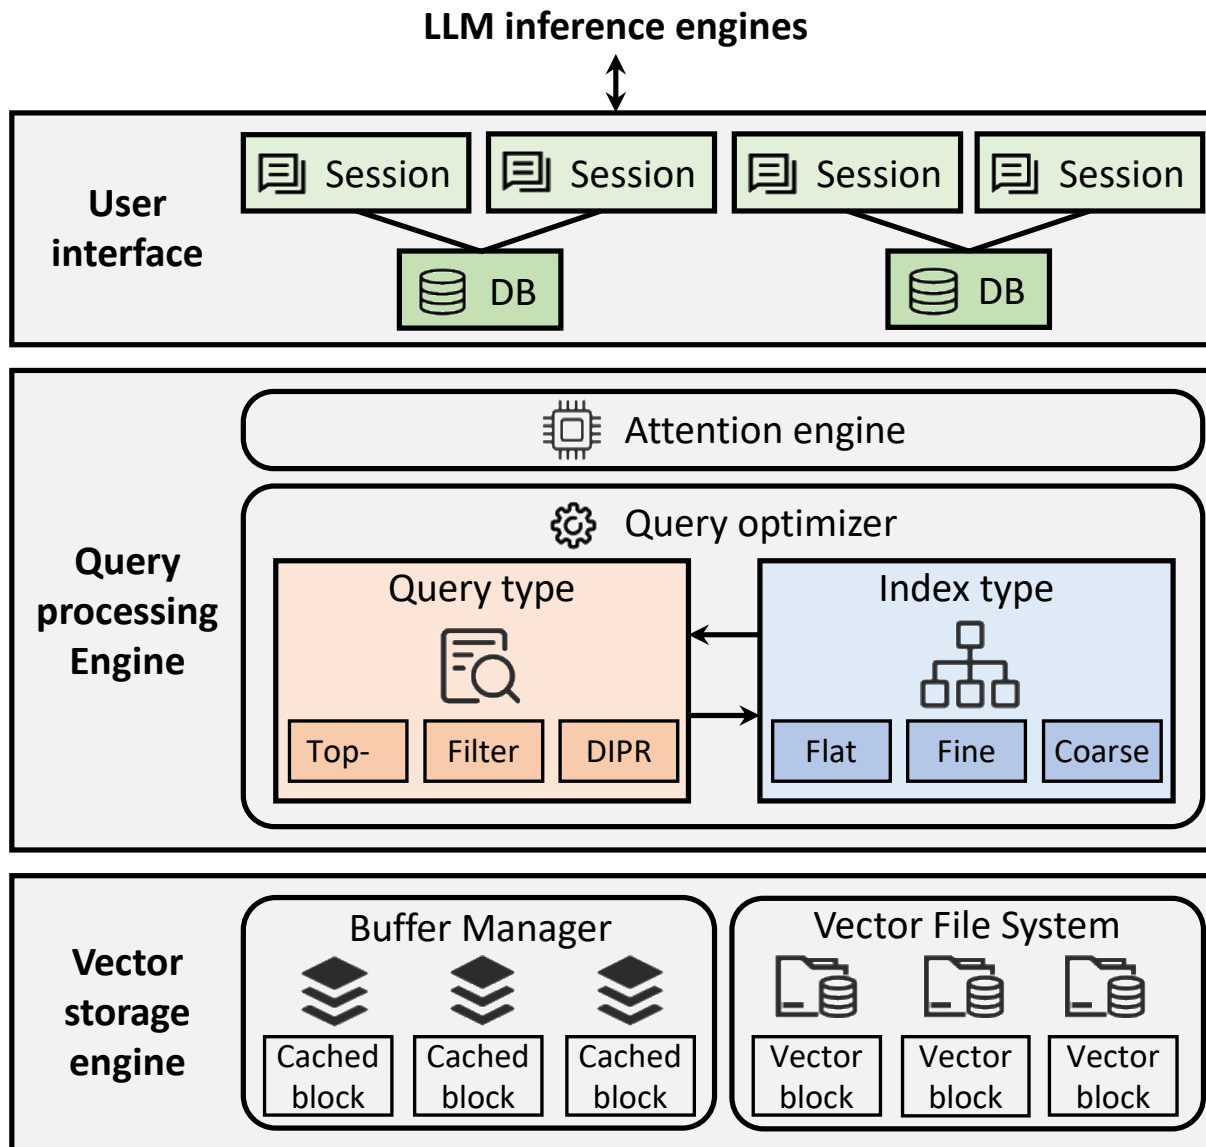 LLM inference engines
User
interface
Session
Session
Session
Session
DB
DB
Query
processing
Engine
Attention engine
Query optimizer
Query type
Index type
Top-
Filter
DIPR
Flat
Fine
Coarse
Vector
storage
engine
Buffer Manager
Cached
block
Cached
block
Cached
block
Vector File System
Vector
block
Vector
block
Vector
block